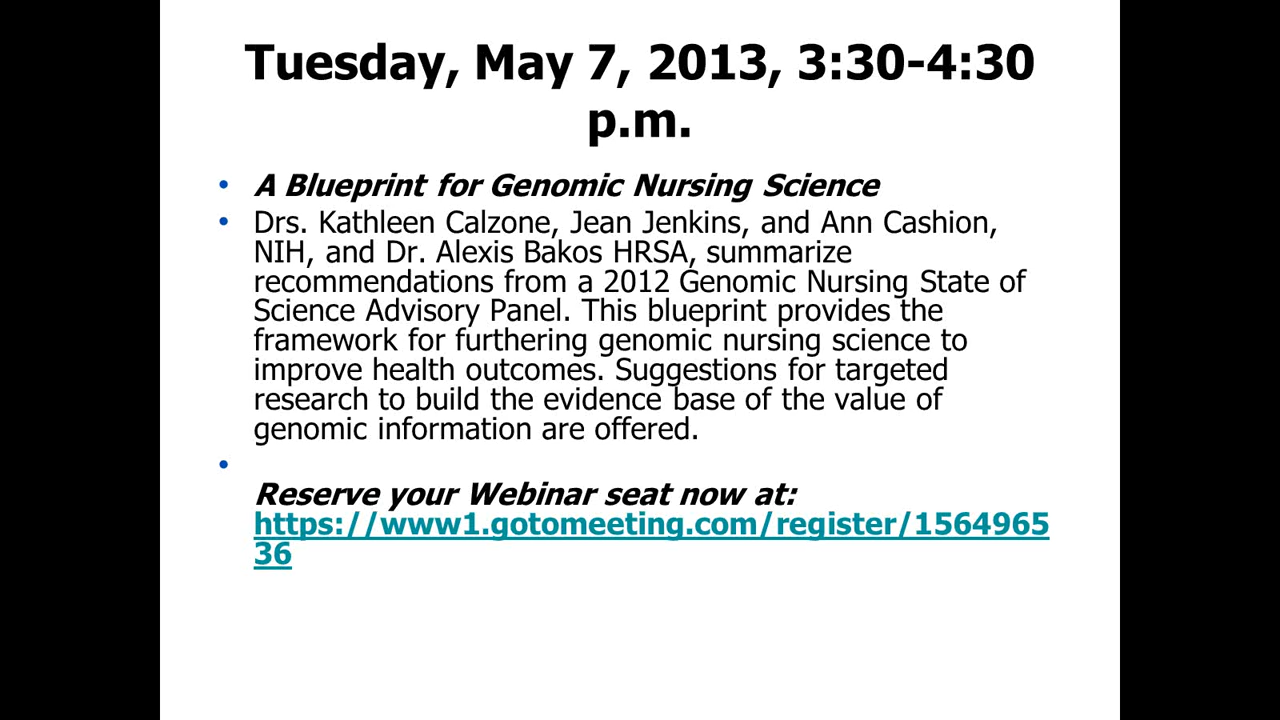 Tuesday, May 7, 2013, 3:30-4:30
p.m.
• A Blueprint for Genomic Nursing Science
• Drs. Kathleen Calzone, Jean Jenkins, and Ann Cashion,
NIH, and Dr. Alexis Bakos HRSA, summarize
recommendations from a 2012 Genomic Nursing State of
Science Advisory Panel. This blueprint provides the
framework for furthering genomic nursing science to
improve health outcomes. Suggestions for targeted
research to build the evidence base of the value of
genomic information are offered.
•
Reserve your Webinar seat now at:
https://www1.gotomeeting.com/register/1564965
36